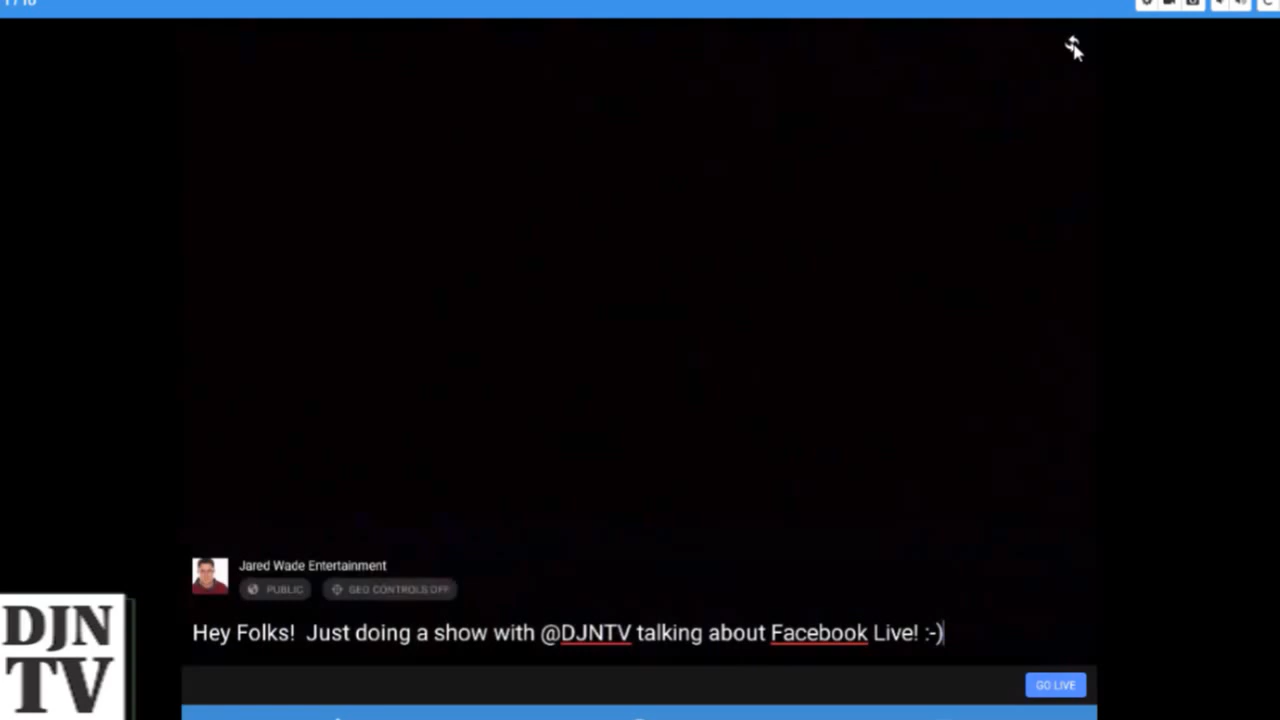 Jared Wade Entertainment
PUBLIC GEO CONTROLS OFF
Hey Folks! Just doing a show with @DJNTV talking about Facebook Live! :-)
GO LIVE
DJN
TV